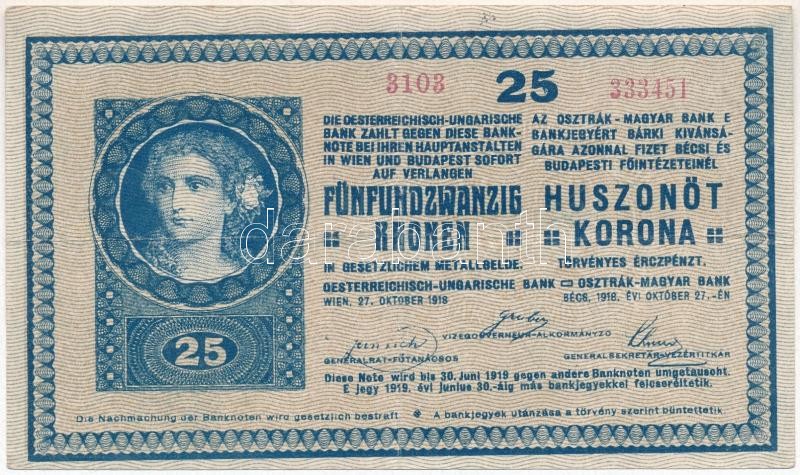 3103 25 333451
DIE OESTERREICHISCH-UNGARISCHE
BANK ZAHLT GEGEN DIESE BANK-
NOTE BEI IHREN HAUPTANSTALTEN
IN WIEN UND BUDAPEST SOFORT
AUF VERLANGEN
FÜNFUNDZWANZIG
KRONEN
IN GESETZLICHEM METALLGELDE.
OESTERREICHISCH-UNGARISCHE BANK
WIEN, 27. OKTOBER 1918
AZ OSZTRÁK-MAGYAR BANK E
BANKJEGYÉRT BÁRKI KIVÁNSÁ-
GÁRA AZONNAL FIZET BÉCSI ÉS
BUDAPESTI FŐINTÉZETEINÉL
HUSZONÖT
KORONA
TÖRVÉNYES ÉRCZPÉNZT.
OSZTRÁK-MAGYAR BANK
BÉCS, 1918. ÉVI OKTÓBER 27.-ÉN
darabanth
25
Gruber
VIZEGOUVERNEUR-ALKORMÁNYZÓ
GENERALRAT-FŐTANÁCSOS
GENERALSEKRETÄR-VEZÉRTITKÁR
Diese Note wird bis 30. Juni 1919 gegen andere Banknoten umgetauscht.
E jegy 1919. évi junius 30.-áig más bankjegyekkel felcseréltetik.
Die Nachmachung der Banknoten wird gesetzlich bestraft * A bankjegyek utánzása a törvény szerint büntettetik